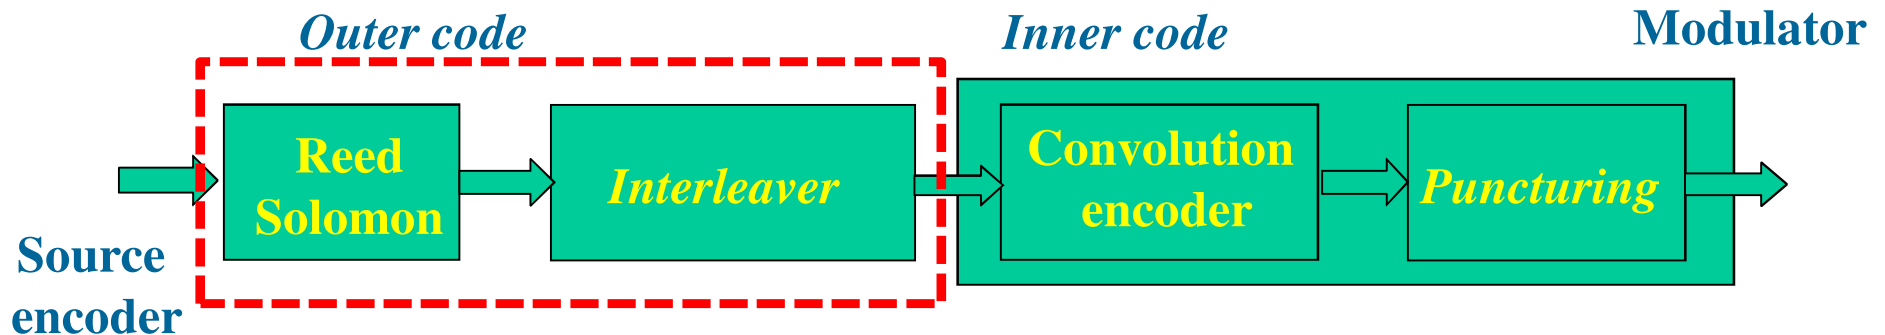 Outer code
Inner code
Modulator
Reed
Solomon
Interleaver
Convolution
encoder
Puncturing
Source
encoder